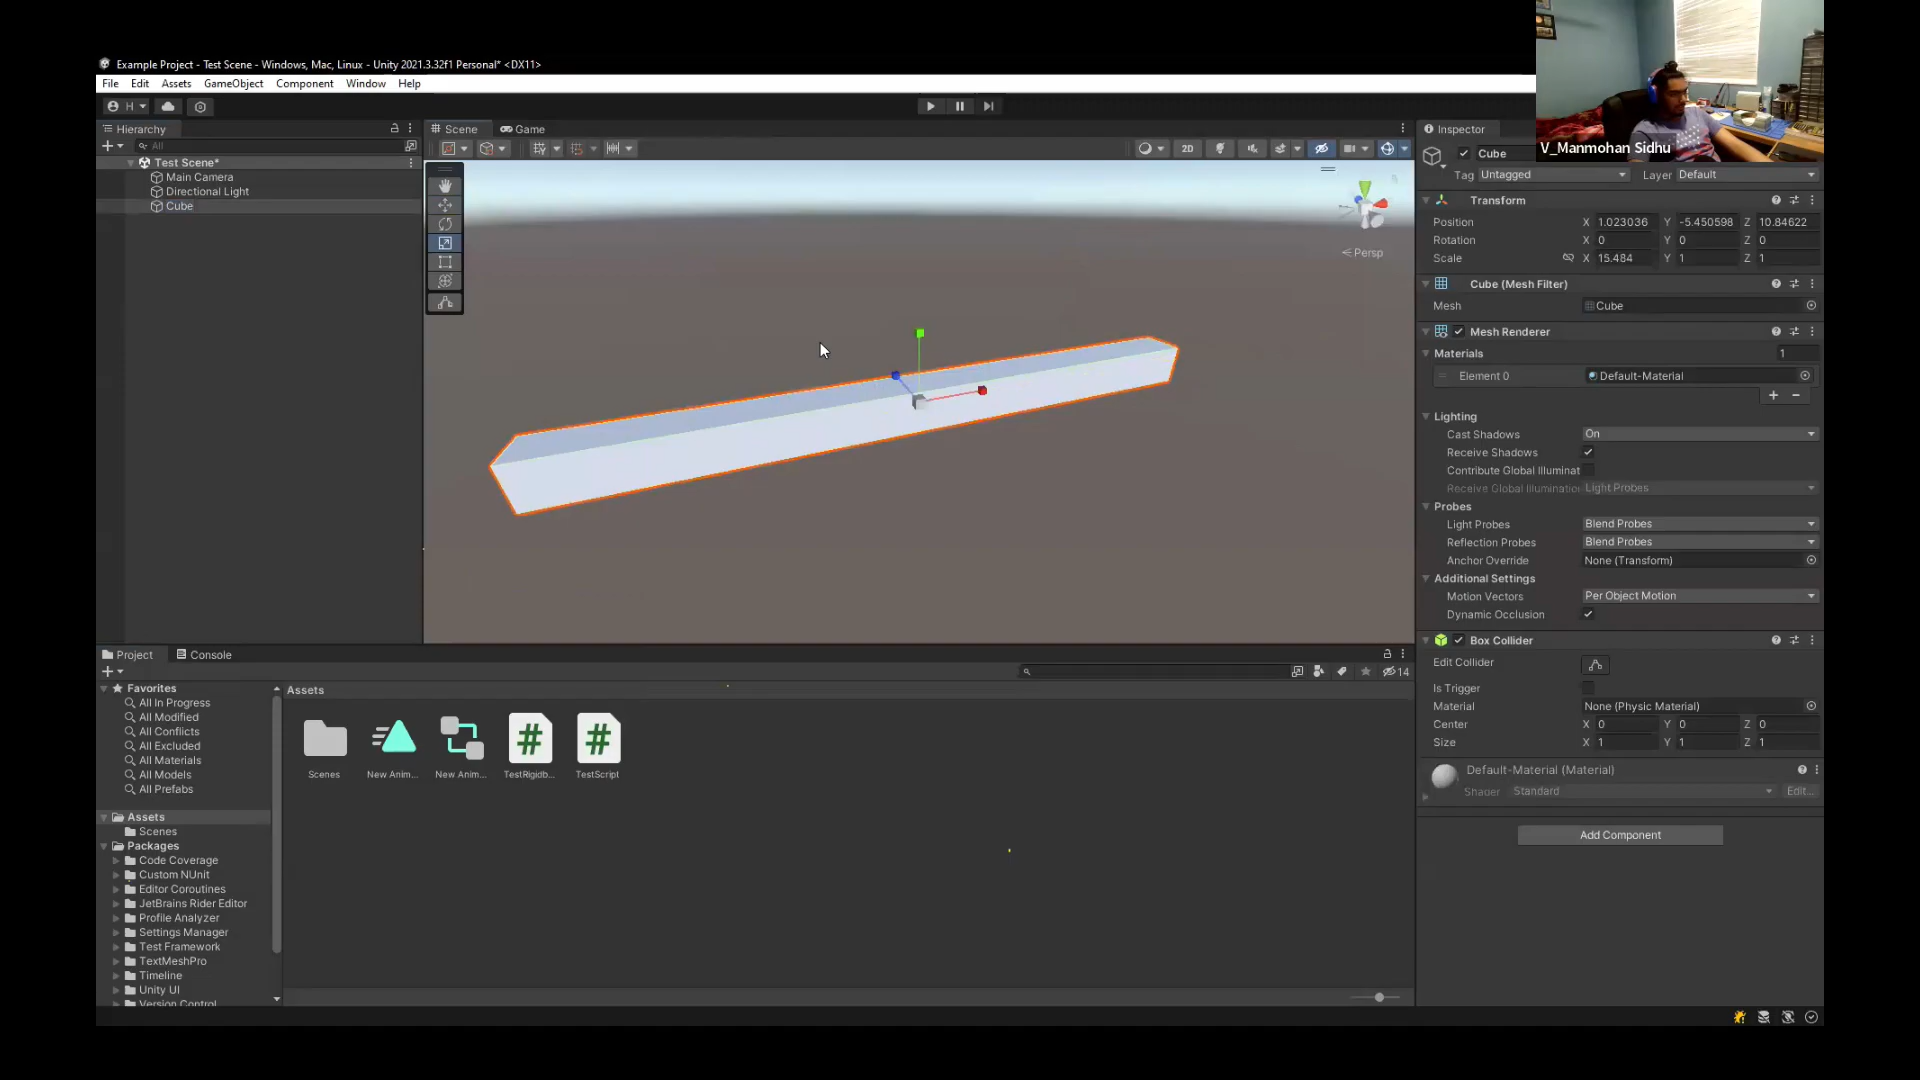 Example Project - Test Scene - Windows, Mac, Linux - Unity 2021.3.32f1 Personal* <DX11>
File Edit Assets GameObject Component Window Help
H
Hierarchy
All
Test Scene*
Main Camera
Directional Light
Cube
Scene Game
2D
Persp
Inspector
V_Manmohan Sidhu
Cube
Tag Untagged Layer Default
Transform
Position X 1.023036 Y -5.450598 Z 10.84622
Rotation X 0 Y 0 Z 0
Scale X 15.484 Y 1 Z 1
Cube (Mesh Filter)
Mesh Cube
Mesh Renderer
Materials 1
Element 0 Default-Material
Lighting
Cast Shadows On
Receive Shadows
Contribute Global Illuminat
Receive Global Illumination Light Probes
Probes
Light Probes Blend Probes
Reflection Probes Blend Probes
Anchor Override None (Transform)
Additional Settings
Motion Vectors Per Object Motion
Dynamic Occlusion
Box Collider
Edit Collider
Is Trigger
Material None (Physic Material)
Center X 0 Y 0 Z 0
Size X 1 Y 1 Z 1
Default-Material (Material)
Shader Standard Edit...
Add Component
Project Console
14
Favorites
All In Progress
All Modified
All Conflicts
All Excluded
All Materials
All Models
All Prefabs
Assets
Scenes
Packages
Code Coverage
Custom NUnit
Editor Coroutines
JetBrains Rider Editor
Profile Analyzer
Settings Manager
Test Framework
TextMeshPro
Timeline
Unity UI
Version Control
Assets
Scenes New Anim... New Anim... TestRigidb... TestScript